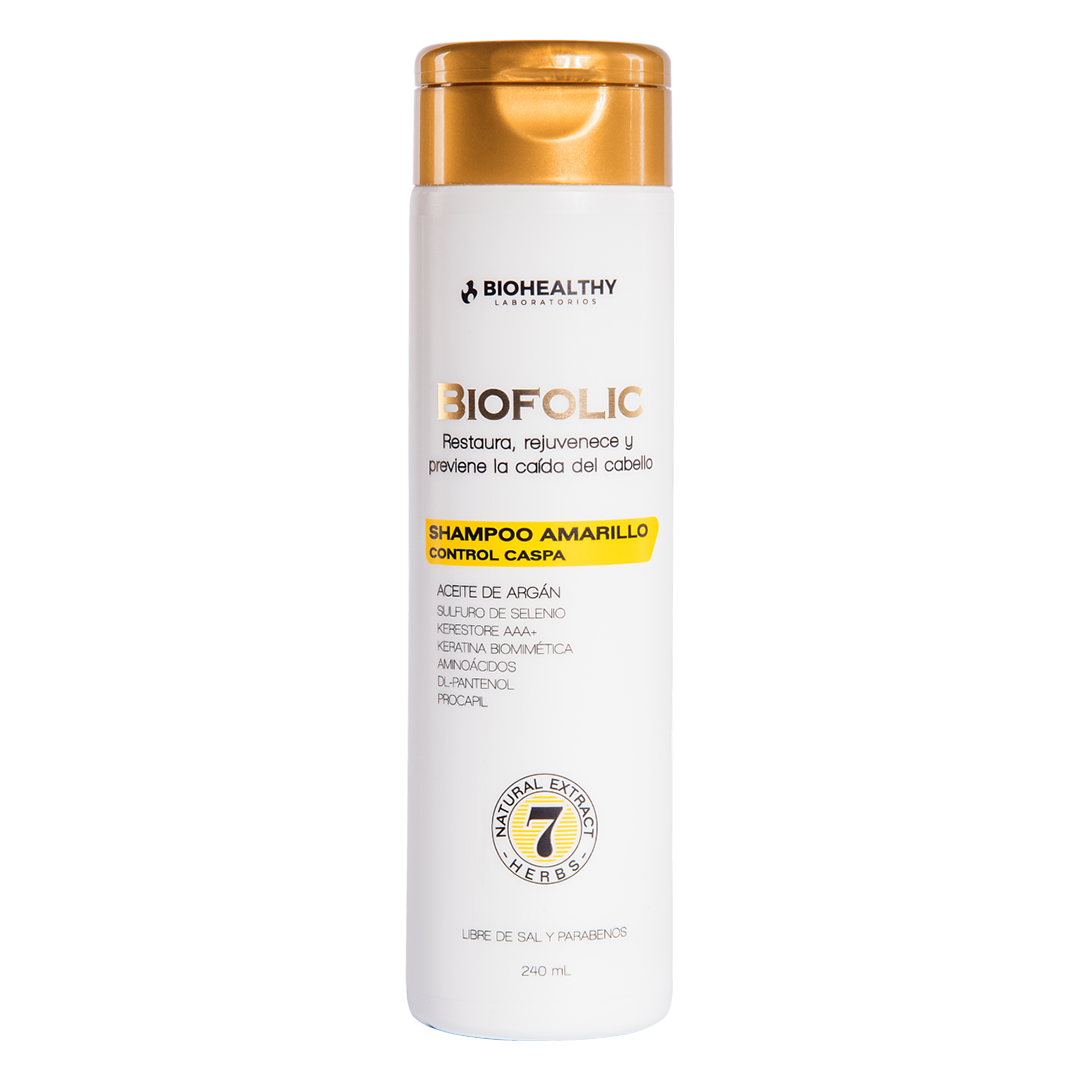 BIOHEALTHY
LABORATORIOS
BIOFOLIC
Restaura, rejuvenece y
previene la caída del cabello
SHAMPOO AMARILLO
CONTROL CASPA
ACEITE DE ARGÁN
SULFURO DE SELENIO
KERESTORE AAA+
KERATINA BIOMIMÉTICA
AMINOÁCIDOS
DL-PANTENOL
PROCAPIL
NATURAL EXTRACT
7
- HERBS -
LIBRE DE SAL Y PARABENOS
240 mL